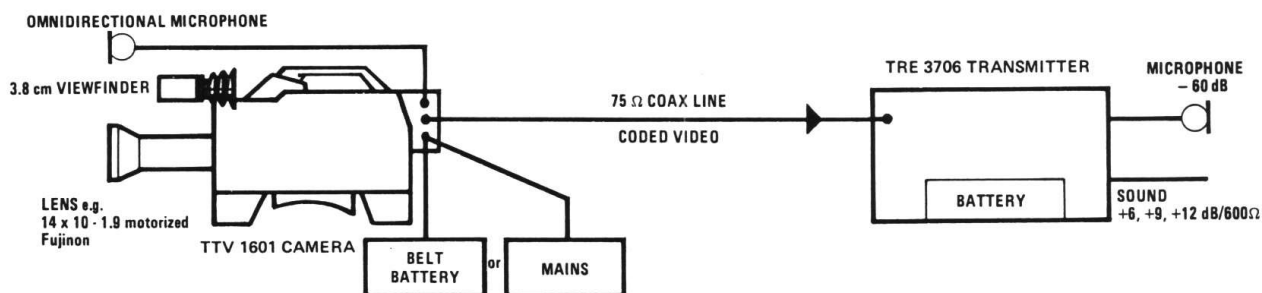 OMNIDIRECTIONAL MICROPHONE
3.8 cm VIEWFINDER
LENS e.g.
14 x 10 - 1.9 motorized
Fujinon
TTV 1601 CAMERA
BELT
BATTERY
or
MAINS
75 Ω COAX LINE
CODED VIDEO
TRE 3706 TRANSMITTER
BATTERY
MICROPHONE
– 60 dB
SOUND
+6, +9, +12 dB/600Ω